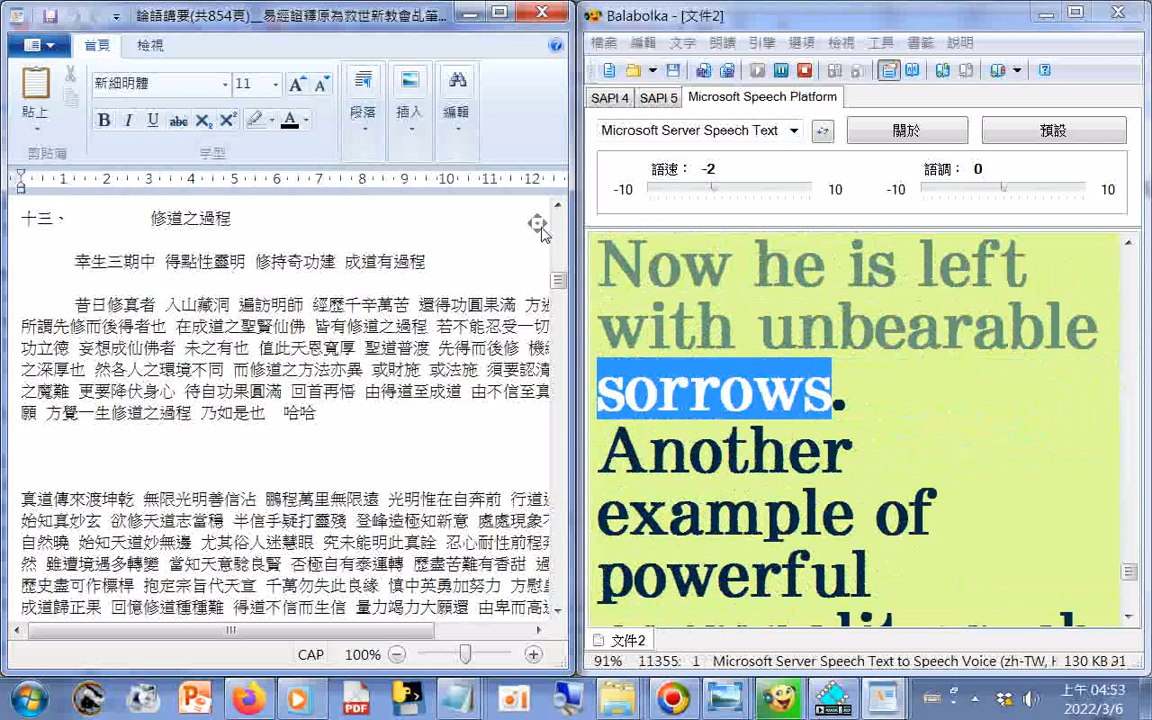 論語講要(共854頁)__易經證釋原為救世新教會乩筆...
首頁
檢視
貼上
剪貼簿
新細明體
11
B I U abc X₂ X²
A
字型
段落
插入
編輯
1 2 3 4 5 6 7 8 9 10 11 12
十三、 修道之過程
幸生三期中 得點性靈明 修持奇功建 成道有過程
昔日修真者 入山藏洞 遍訪明師 經歷千辛萬苦 還得功圓果滿 方
所謂先修而後得者也 在成道之聖賢仙佛 皆有修道之過程 若不能忍受一切
功立德 妄想成仙佛者 未之有也 值此天恩寬厚 聖道普渡 先得而後修 機
之深厚也 然各人之環境不同 而修道之方法亦異 或財施 或法施 須要認清
之魔難 更要降伏身心 待自功果圓滿 回首再悟 由得道至成道 由不信至真
願 方覺一生修道之過程 乃如是也 哈哈
真道傳來渡坤乾 無限光明善信沾 鵬程萬里無限遠 光明惟在自奔前 行道
始知真妙玄 欲修天道志當穩 半信手疑打靈殘 登峰造極知新意 處處現象
自然曉 始知天道妙無邊 尤其俗人迷慧眼 究未能明此真詮 忍心耐性前程
然 雖遭境遇多轉變 當知天意騐良賢 否極自有泰運轉 歷盡苦難有香甜 過
歷史盡可作標桿 抱定宗旨代天宣 千萬勿失此良緣 慎中英勇加努力 方慰
成道歸正果 回憶修道種種難 得道不信而生信 量力竭力大願還 由卑而高
CAP 100%
Balabolka - [文件2]
檔案 編輯 文字 朗讀 引擎 選項 檢視 工具 書籤 說明
SAPI 4 SAPI 5 Microsoft Speech Platform
Microsoft Server Speech Text
關於
預設
語速： -2
語調： 0
-10 10 -10 10
Now he is left
with unbearable
sorrows.
Another
example of
powerful
文件2
91% 11355: 1 Microsoft Server Speech Text to Speech Voice (zh-TW, H 130 KB
上午 04:53
2022/3/6